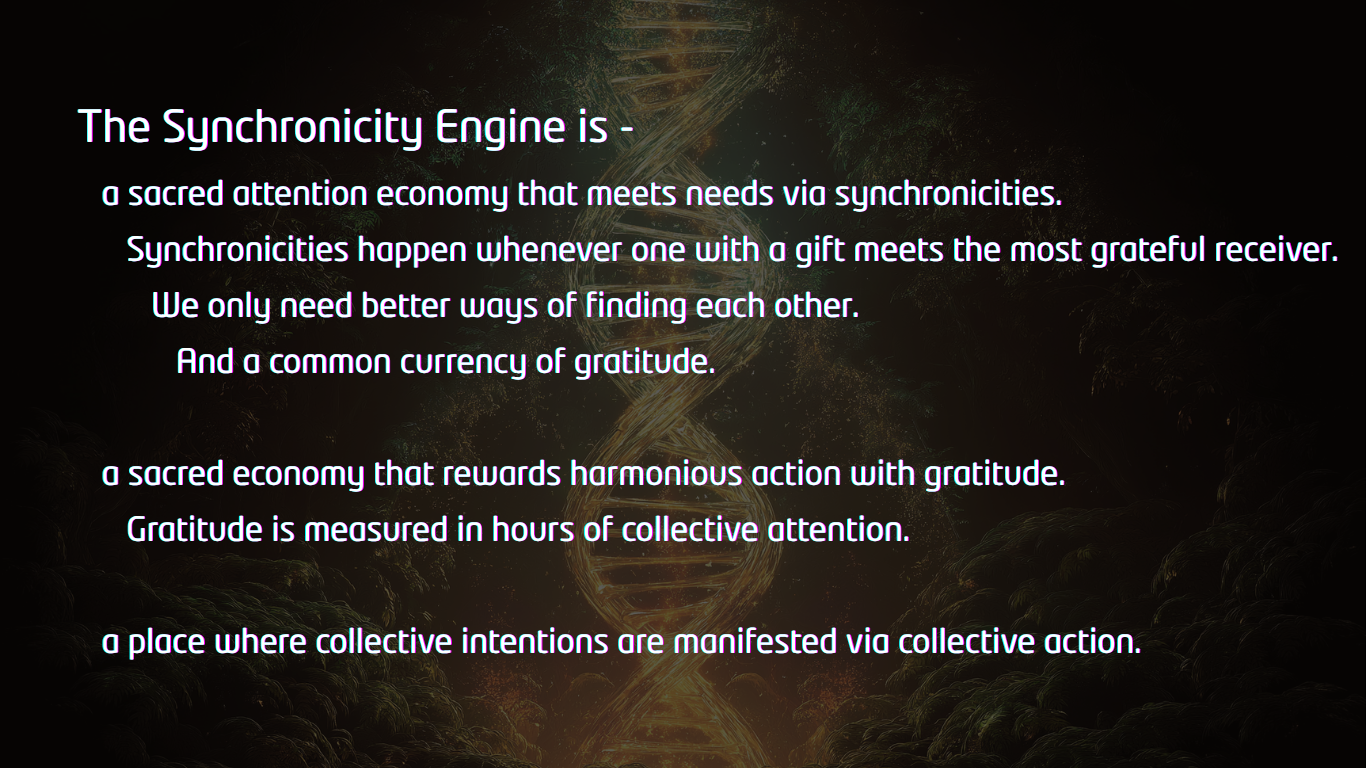 The Synchronicity Engine is -
a sacred attention economy that meets needs via synchronicities.
Synchronicities happen whenever one with a gift meets the most grateful receiver.
We only need better ways of finding each other.
And a common currency of gratitude.
a sacred economy that rewards harmonious action with gratitude.
Gratitude is measured in hours of collective attention.
a place where collective intentions are manifested via collective action.